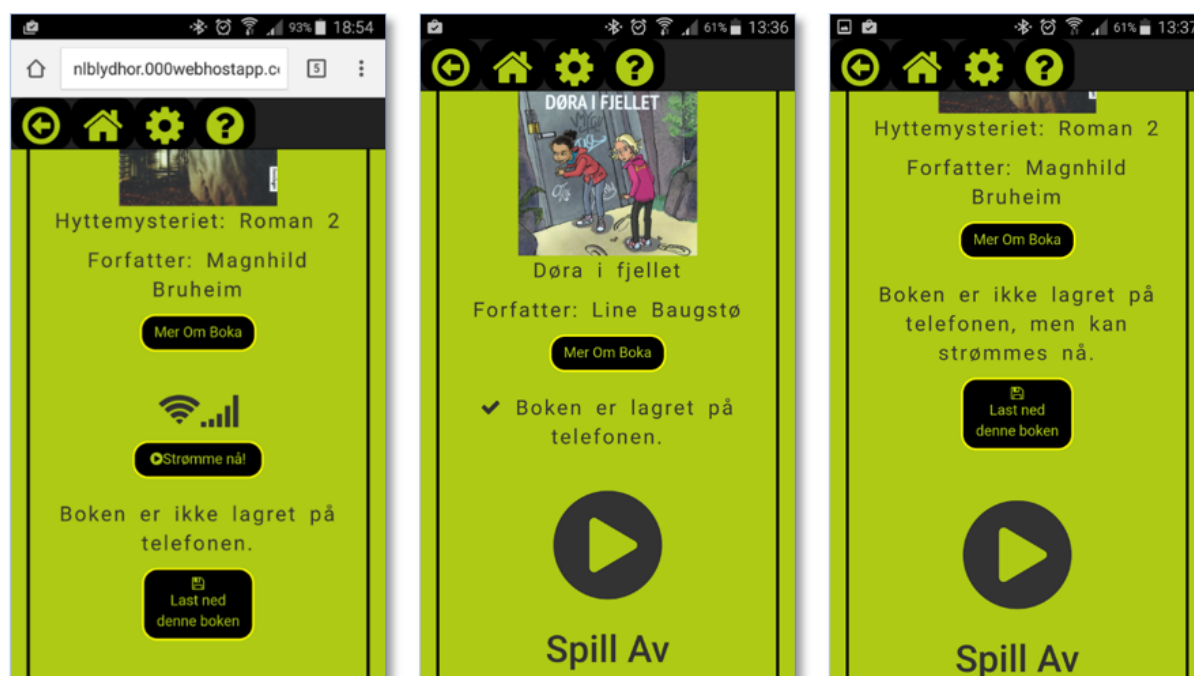 93% 18:54
nlblydhor.000webhostapp.c
5
Hyttemysteriet: Roman 2
Forfatter: Magnhild
Bruheim
Mer Om Boka
Strømme nå!
Boken er ikke lagret på
telefonen.
Last ned
denne boken
61% 13:36
?
DØRA I FJELLET
Døra i fjellet
Forfatter: Line Baugstø
Mer Om Boka
Boken er lagret på
telefonen.
Spill Av
61% 13:37
?
Hyttemysteriet: Roman 2
Forfatter: Magnhild
Bruheim
Mer Om Boka
Boken er ikke lagret på
telefonen, men kan
strømmes nå.
Last ned
denne boken
Spill Av